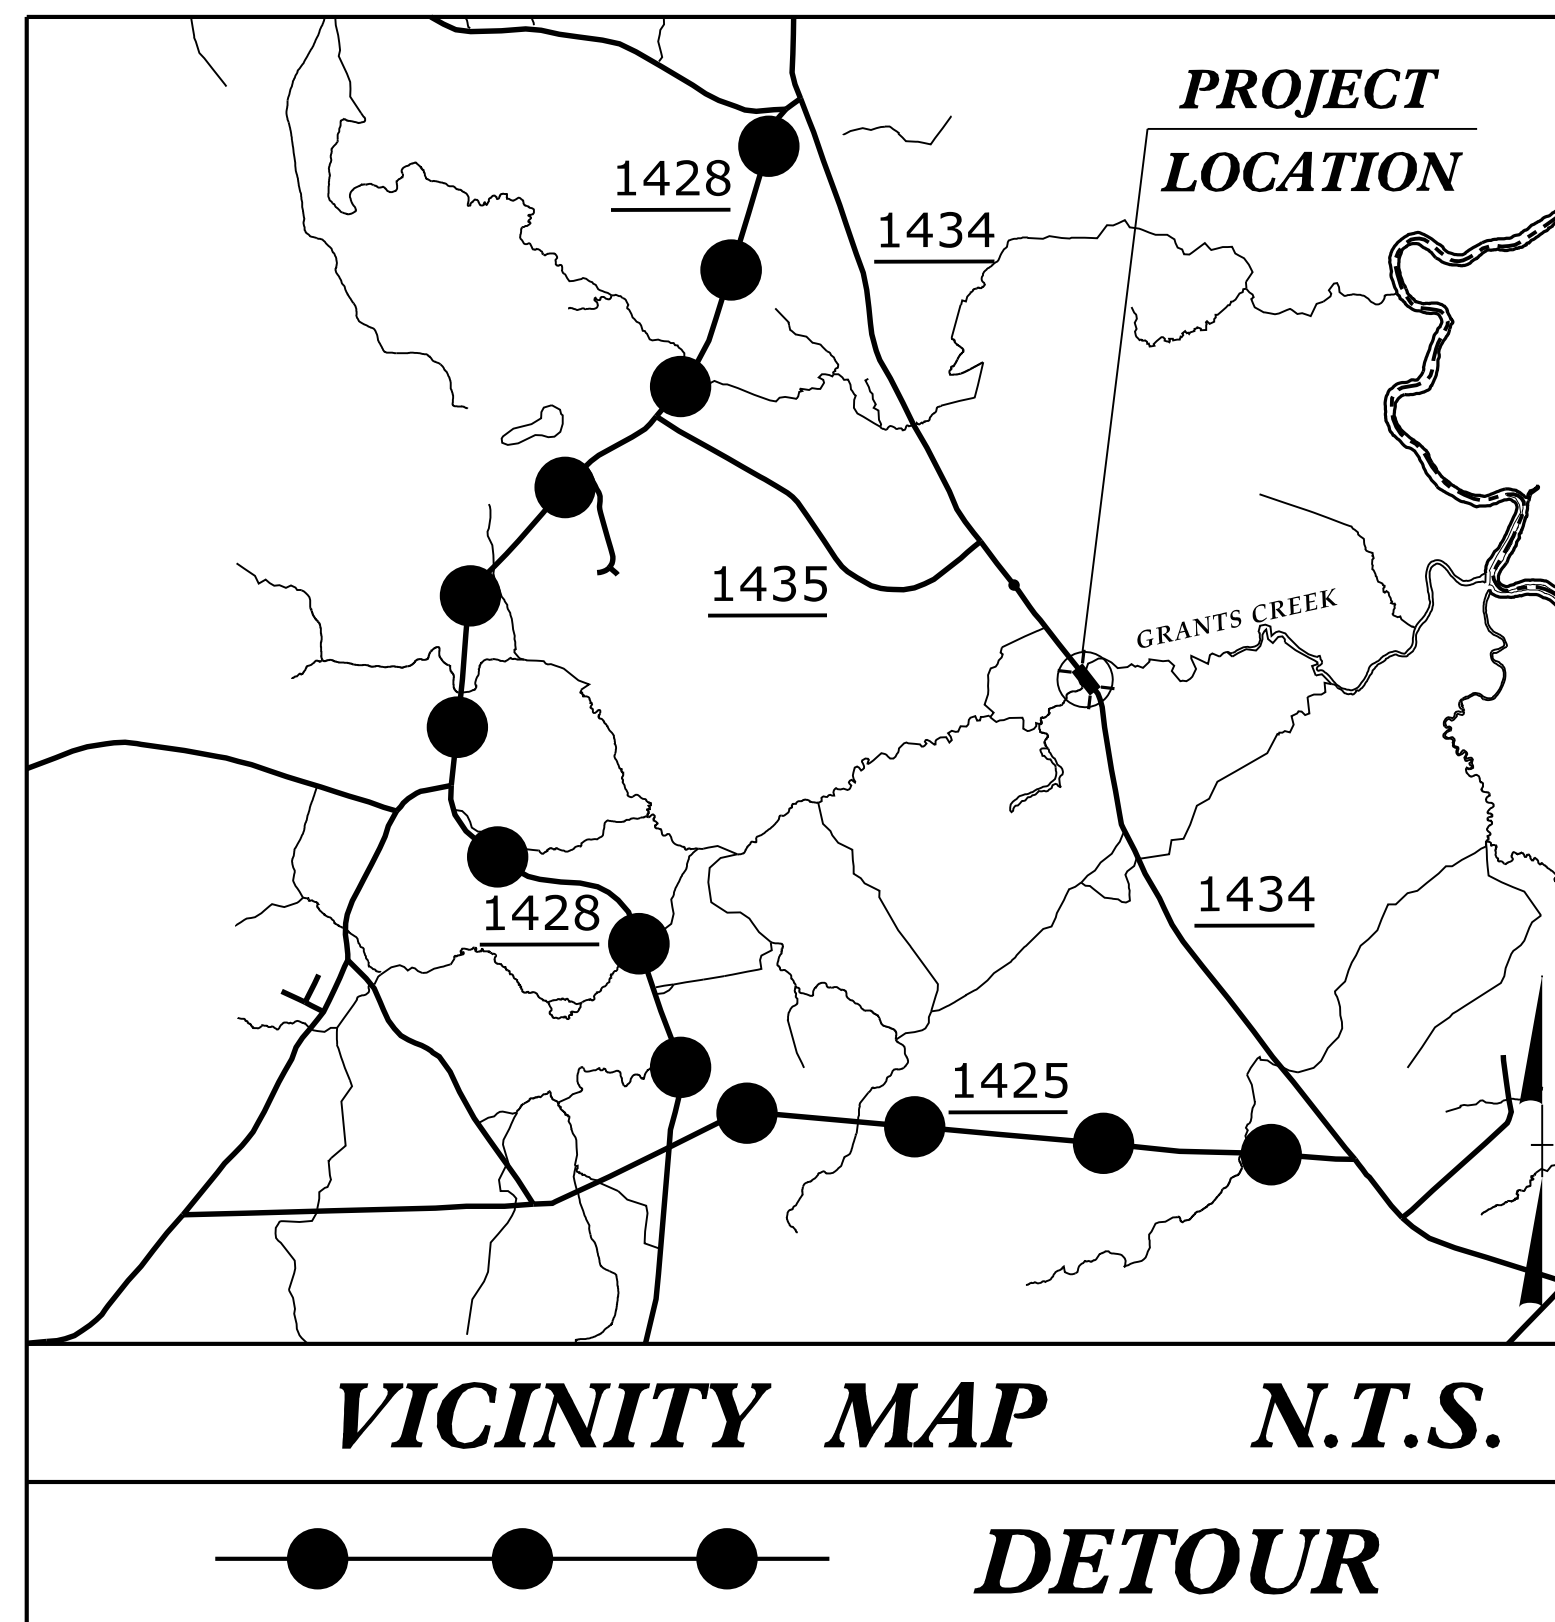 PROJECT
LOCATION
1428
1434
1435
GRANTS CREEK
1434
1428
1425
VICINITY MAP N.T.S.
DETOUR